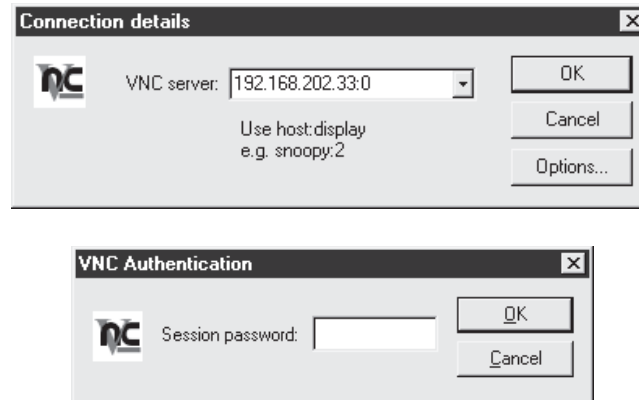 Connection details
VNC server: 192.168.202.33:0
OK
Use host:display
e.g. snoopy:2
Cancel
Options...
VNC Authentication
Session password:
OK
Cancel